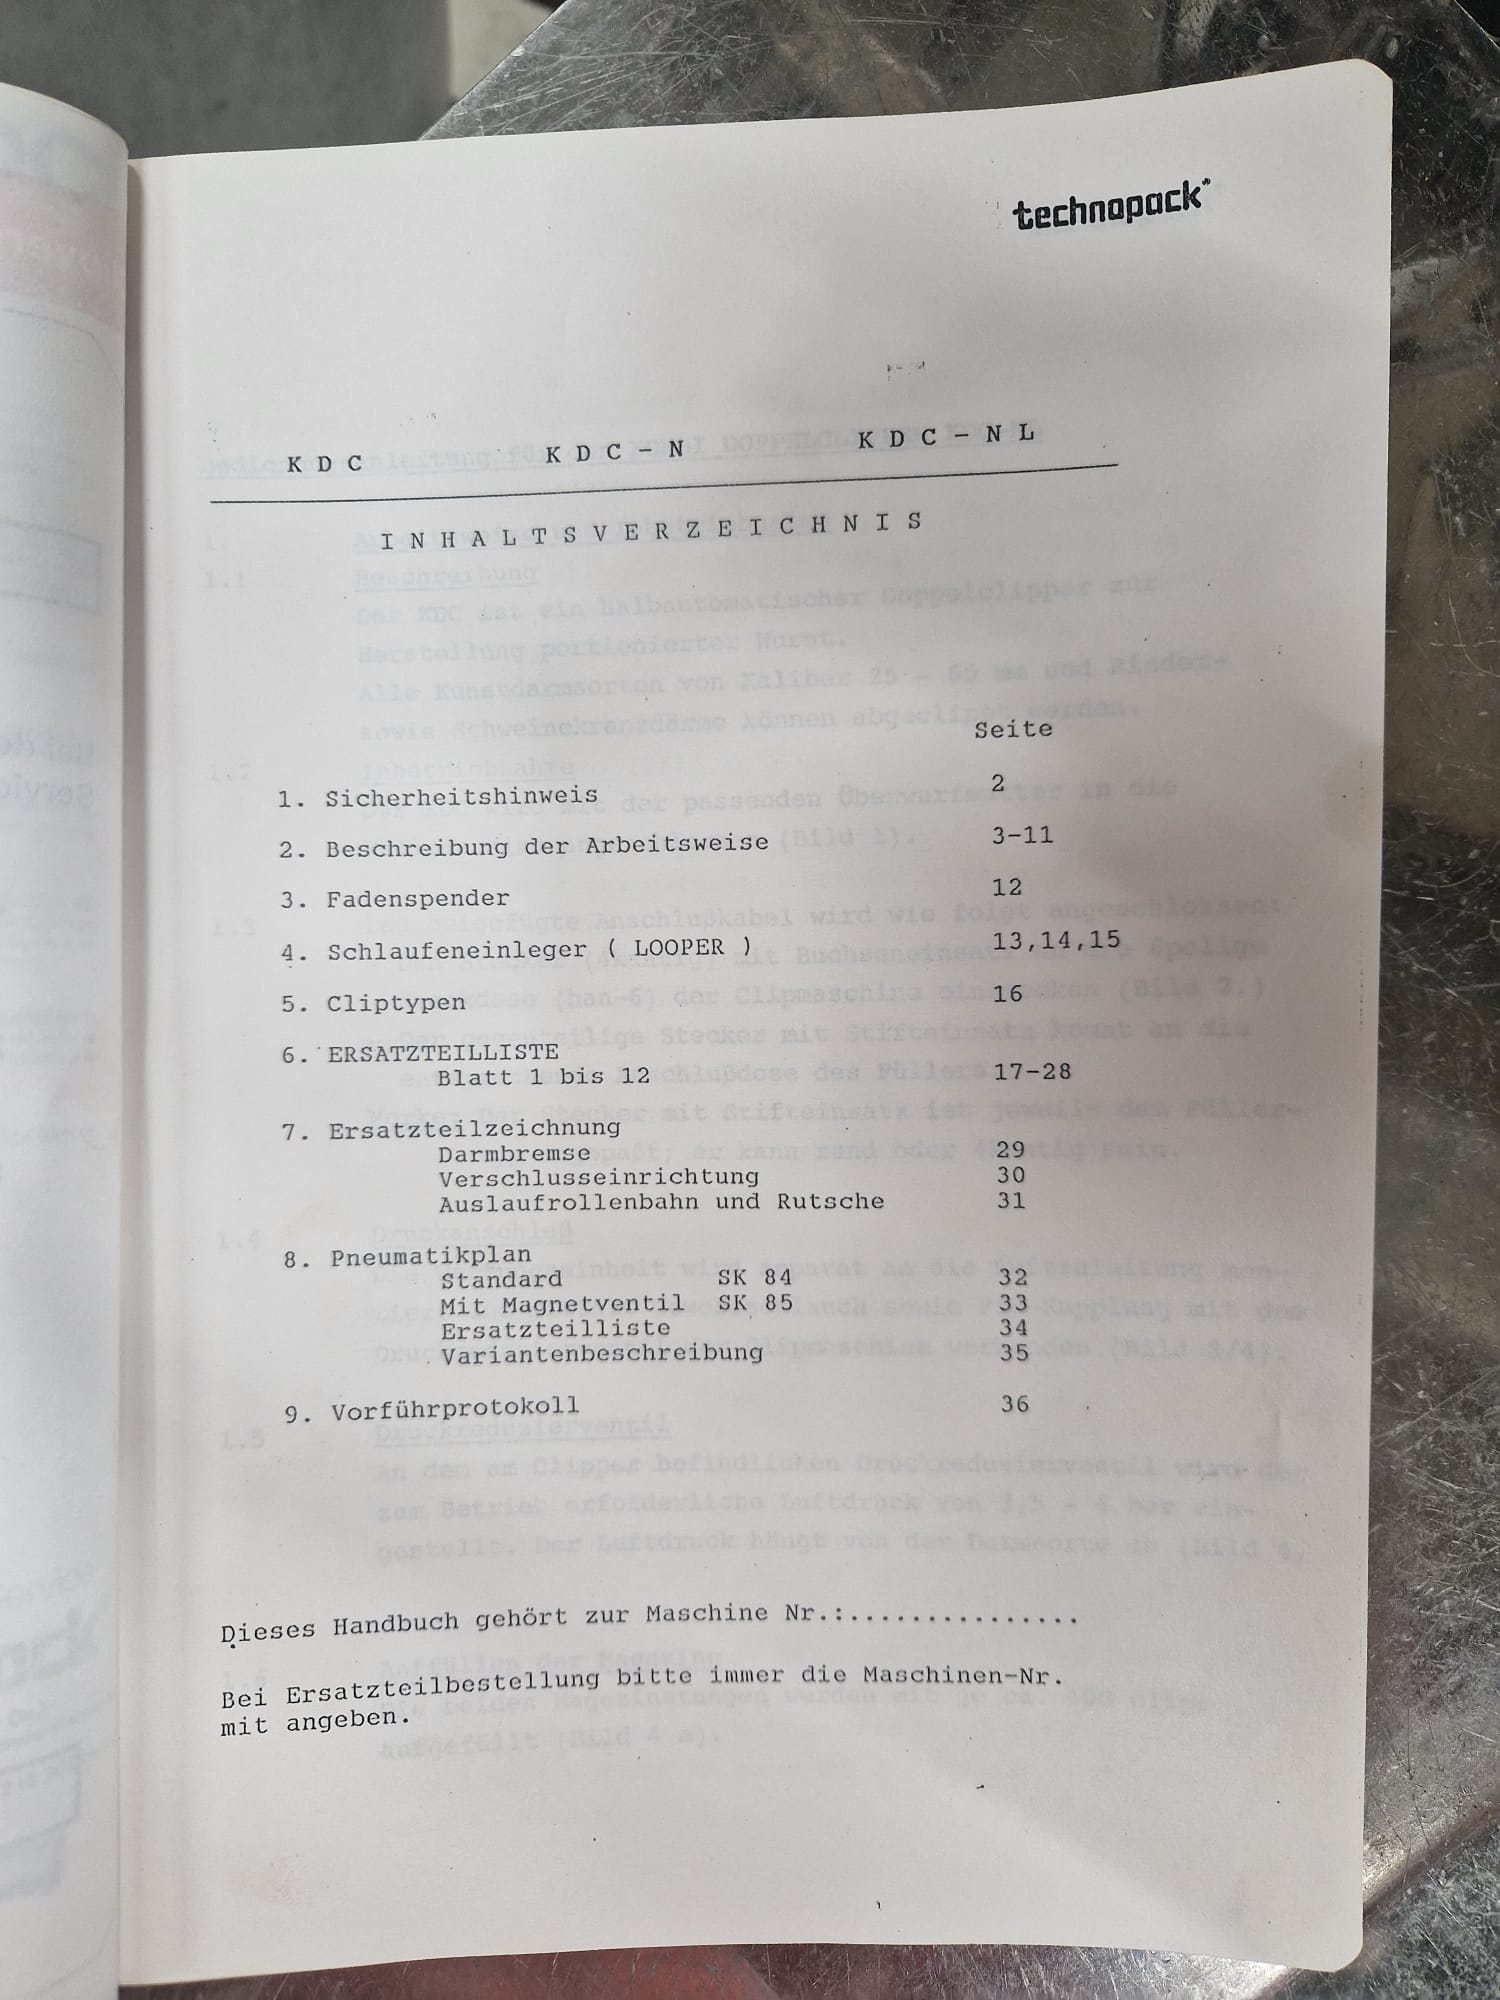 technopack
KDC KDC-N KDC-NL
INHALTSVERZEICHNIS
Seite
1. Sicherheitshinweis 2
2. Beschreibung der Arbeitsweise 3-11
3. Fadenspender 12
4. Schlaufeneinleger ( LOOPER ) 13,14,15
5. Cliptypen 16
6. ERSATZTEILLISTE
Blatt 1 bis 12 17-28
7. Ersatzteilzeichnung
Darmbremse 29
Verschlusseinrichtung 30
Auslaufrollenbahn und Rutsche 31
8. Pneumatikplan
Standard SK 84 32
Mit Magnetventil SK 85 33
Ersatzteilliste 34
Variantenbeschreibung 35
9. Vorführprotokoll 36
Dieses Handbuch gehört zur Maschine Nr.:...............
Bei Ersatzteilbestellung bitte immer die Maschinen-Nr.
mit angeben.